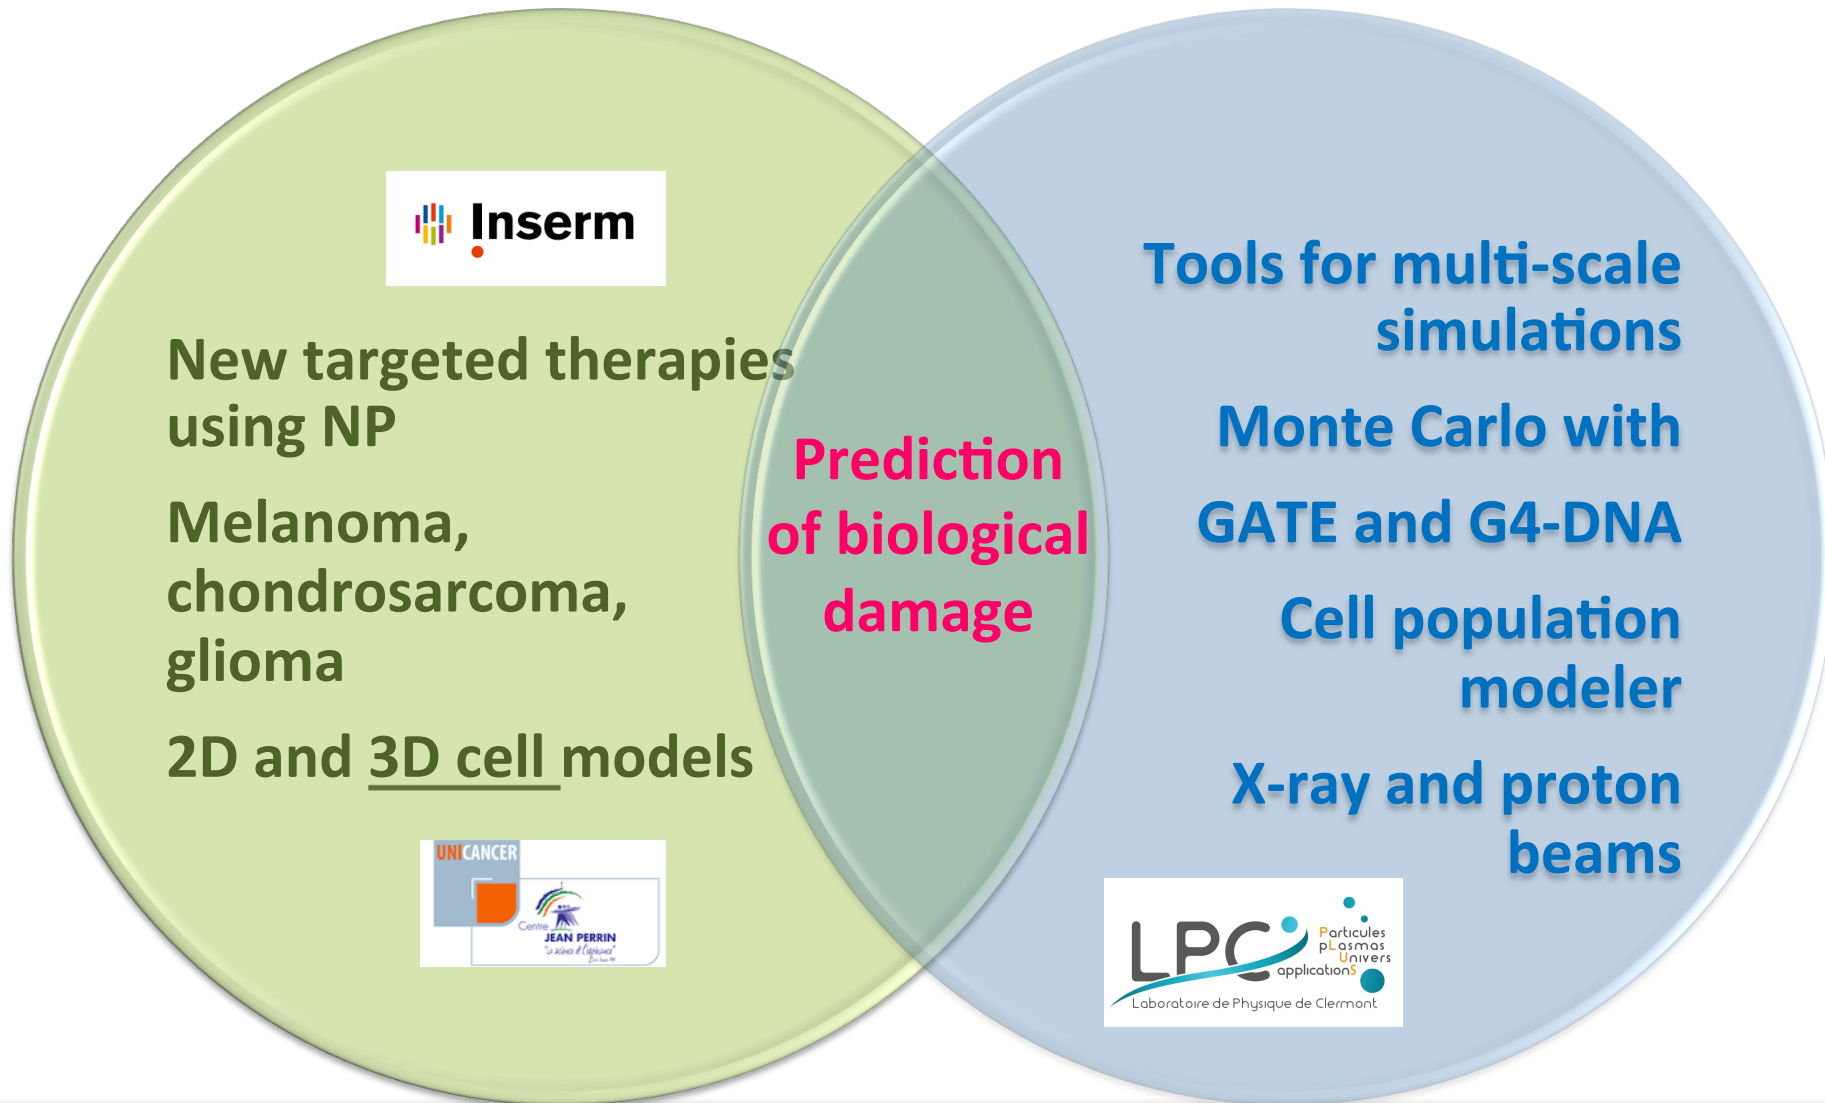 Inserm
New targeted therapies
using NP
Melanoma,
chondrosarcoma,
glioma
2D and 3D cell models
UNICANCER
Centre
JEAN PERRIN
Prediction
of biological
damage
Tools for multi-scale
simulations
Monte Carlo with
GATE and G4-DNA
Cell population
modeler
X-ray and proton
beams
LPC
Particules
pLasmas
Univers
applicationS
Laboratoire de Physique de Clermont